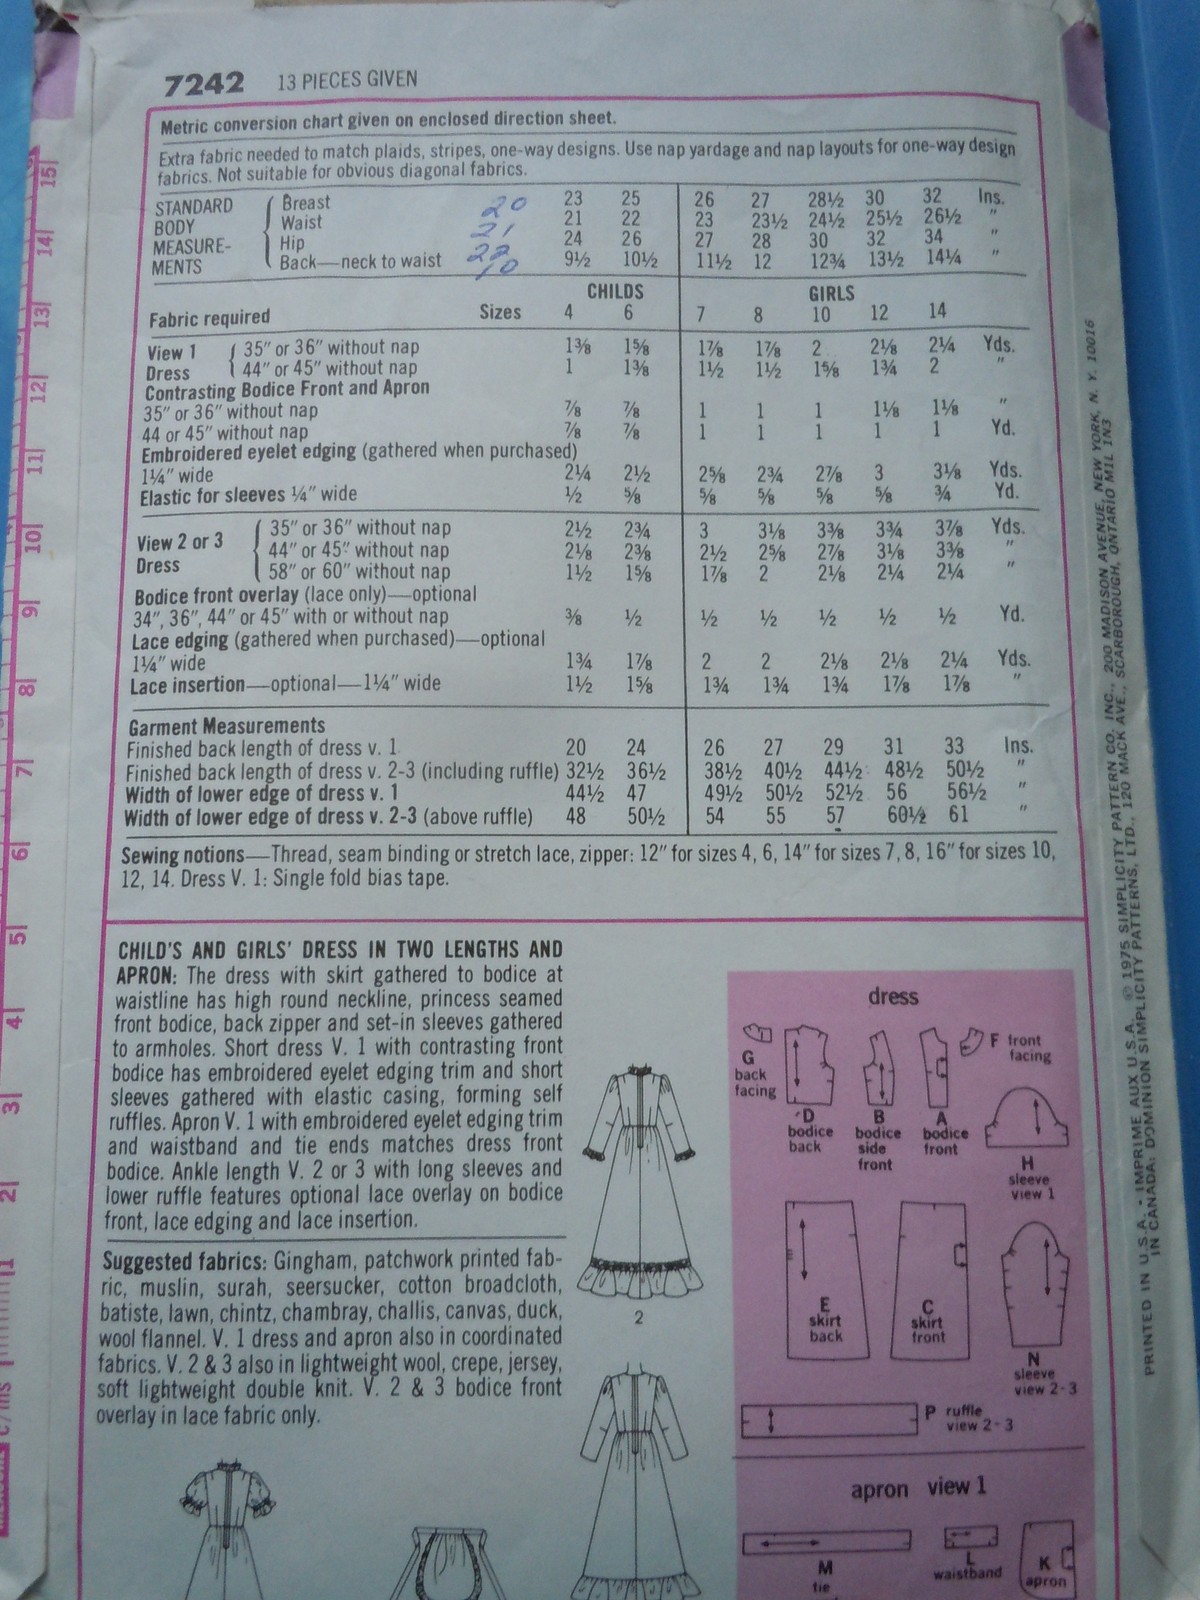 7242 13 PIECES GIVEN
Metric conversion chart given on enclosed direction sheet.
Extra fabric needed to match plaids, stripes, one-way designs. Use nap yardage and nap layouts for one-way design
fabrics. Not suitable for obvious diagonal fabrics.
STANDARD BODY MEASURE-MENTS
Breast 20 23 25 26 27 28½ 30 32 Ins.
Waist 21 21 22 23 23½ 24½ 25½ 26½ "
Hip 22 24 26 27 28 30 32 34 "
Back—neck to waist 10 9½ 10½ 11½ 12 12¾ 13½ 14¼ "
CHILDS GIRLS
Fabric required Sizes 4 6 7 8 10 12 14
View 1 35" or 36" without nap 1⅜ 1⅝ 1⅞ 1⅞ 2 2⅛ 2¼ Yds.
Dress 44" or 45" without nap 1 1⅜ 1½ 1½ 1⅝ 1¾ 2 "
Contrasting Bodice Front and Apron
35" or 36" without nap ⅞ ⅞ 1 1 1 1⅛ 1⅛ "
44 or 45" without nap ⅞ ⅞ 1 1 1 1 1 Yd.
Embroidered eyelet edging (gathered when purchased)
1¼" wide 2¼ 2½ 2⅝ 2¾ 2⅞ 3 3⅛ Yds.
Elastic for sleeves ¼" wide ½ ⅝ ⅝ ⅝ ⅝ ⅝ ¾ Yd.
View 2 or 3 Dress
35" or 36" without nap 2½ 2¾ 3 3⅛ 3⅜ 3¾ 3⅞ Yds.
44" or 45" without nap 2⅛ 2⅜ 2½ 2⅝ 2⅞ 3⅛ 3⅜ "
58" or 60" without nap 1½ 1⅝ 1⅞ 2 2⅛ 2¼ 2¼ "
Bodice front overlay (lace only)—optional
34", 36", 44" or 45" with or without nap ⅜ ½ ½ ½ ½ ½ ½ Yd.
Lace edging (gathered when purchased)—optional
1¼" wide 1¾ 1⅞ 2 2 2⅛ 2⅛ 2¼ Yds.
Lace insertion—optional—1¼" wide 1½ 1⅝ 1¾ 1¾ 1¾ 1⅞ 1⅞ "
Garment Measurements
Finished back length of dress v. 1 20 24 26 27 29 31 33 Ins.
Finished back length of dress v. 2-3 (including ruffle) 32½ 36½ 38½ 40½ 44½ 48½ 50½ "
Width of lower edge of dress v. 1 44½ 47 49½ 50½ 52½ 56 56½ "
Width of lower edge of dress v. 2-3 (above ruffle) 48 50½ 54 55 57 60½ 61 "
Sewing notions—Thread, seam binding or stretch lace, zipper: 12" for sizes 4, 6, 14" for sizes 7, 8, 16" for sizes 10,
12, 14. Dress V. 1: Single fold bias tape.
CHILD'S AND GIRLS' DRESS IN TWO LENGTHS AND
APRON: The dress with skirt gathered to bodice at
waistline has high round neckline, princess seamed
front bodice, back zipper and set-in sleeves gathered
to armholes. Short dress V. 1 with contrasting front
bodice has embroidered eyelet edging trim and short
sleeves gathered with elastic casing, forming self
ruffles. Apron V. 1 with embroidered eyelet edging trim
and waistband and tie ends matches dress front
bodice. Ankle length V. 2 or 3 with long sleeves and
lower ruffle features optional lace overlay on bodice
front, lace edging and lace insertion.
Suggested fabrics: Gingham, patchwork printed fab-
ric, muslin, surah, seersucker, cotton broadcloth,
batiste, lawn, chintz, chambray, challis, canvas, duck,
wool flannel. V. 1 dress and apron also in coordinated
fabrics. V. 2 & 3 also in lightweight wool, crepe, jersey,
soft lightweight double knit. V. 2 & 3 bodice front
overlay in lace fabric only.
2
dress
G
back
facing
D
bodice
back
B
bodice
side
front
A
bodice
front
F front
facing
H
sleeve
view 1
E
skirt
back
C
skirt
front
N
sleeve
view 2-3
P ruffle
view 2-3
apron view 1
M
tie
L
waistband
K
apron
PRINTED IN U.S.A. • IMPRIME AUX U.S.A. © 1975 SIMPLICITY PATTERN CO. INC., 200 MADISON AVENUE, NEW YORK, N. Y. 10016
IN CANADA: DOMINION SIMPLICITY PATTERNS, LTD., 120 MACK AVE., SCARBOROUGH, ONTARIO M1L 1N3
15
14
13
12
11
10
9
8
7
6
5
4
3
2
1
c/ms